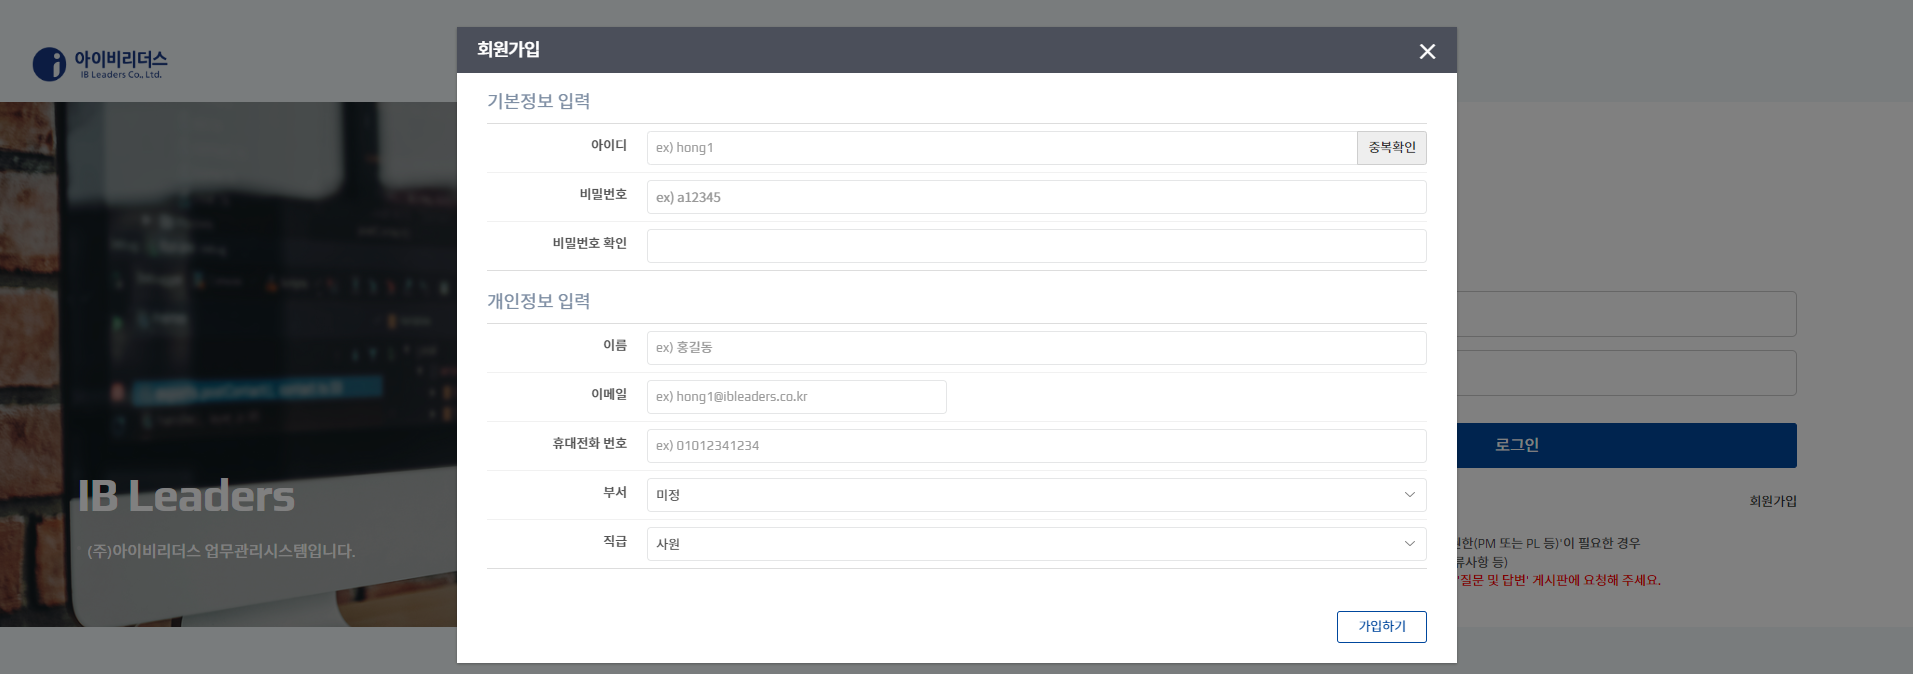 아이비리더스
IB Leaders Co., Ltd.
회원가입
기본정보 입력
아이디
ex) hong1
중복확인
비밀번호
ex) a12345
비밀번호 확인
개인정보 입력
이름
ex) 홍길동
이메일
ex) hong1@ibleaders.co.kr
휴대전화 번호
ex) 01012341234
부서
미정
직급
사원
가입하기
IB Leaders
(주)아이비리더스 업무관리시스템입니다.
로그인
회원가입
한(PM 또는 PL 등)'이 필요한 경우
류사항 등)
'질문 및 답변' 게시판에 요청해 주세요.